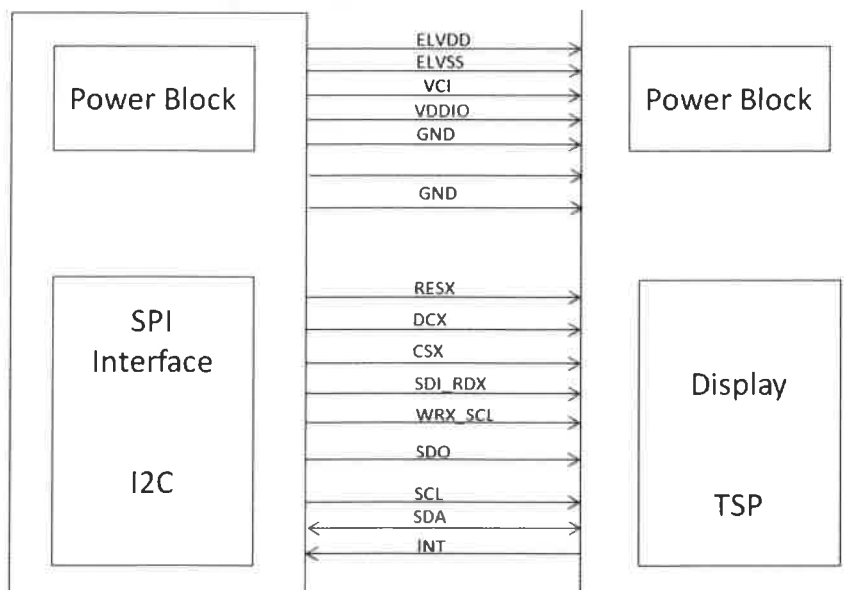 Power Block
ELVDD
ELVSS
VCI
VDDIO
GND
GND
Power Block
SPI
Interface
I2C
RESX
DCX
CSX
SDI_RDX
WRX_SCL
SDO
SCL
SDA
INT
Display
TSP